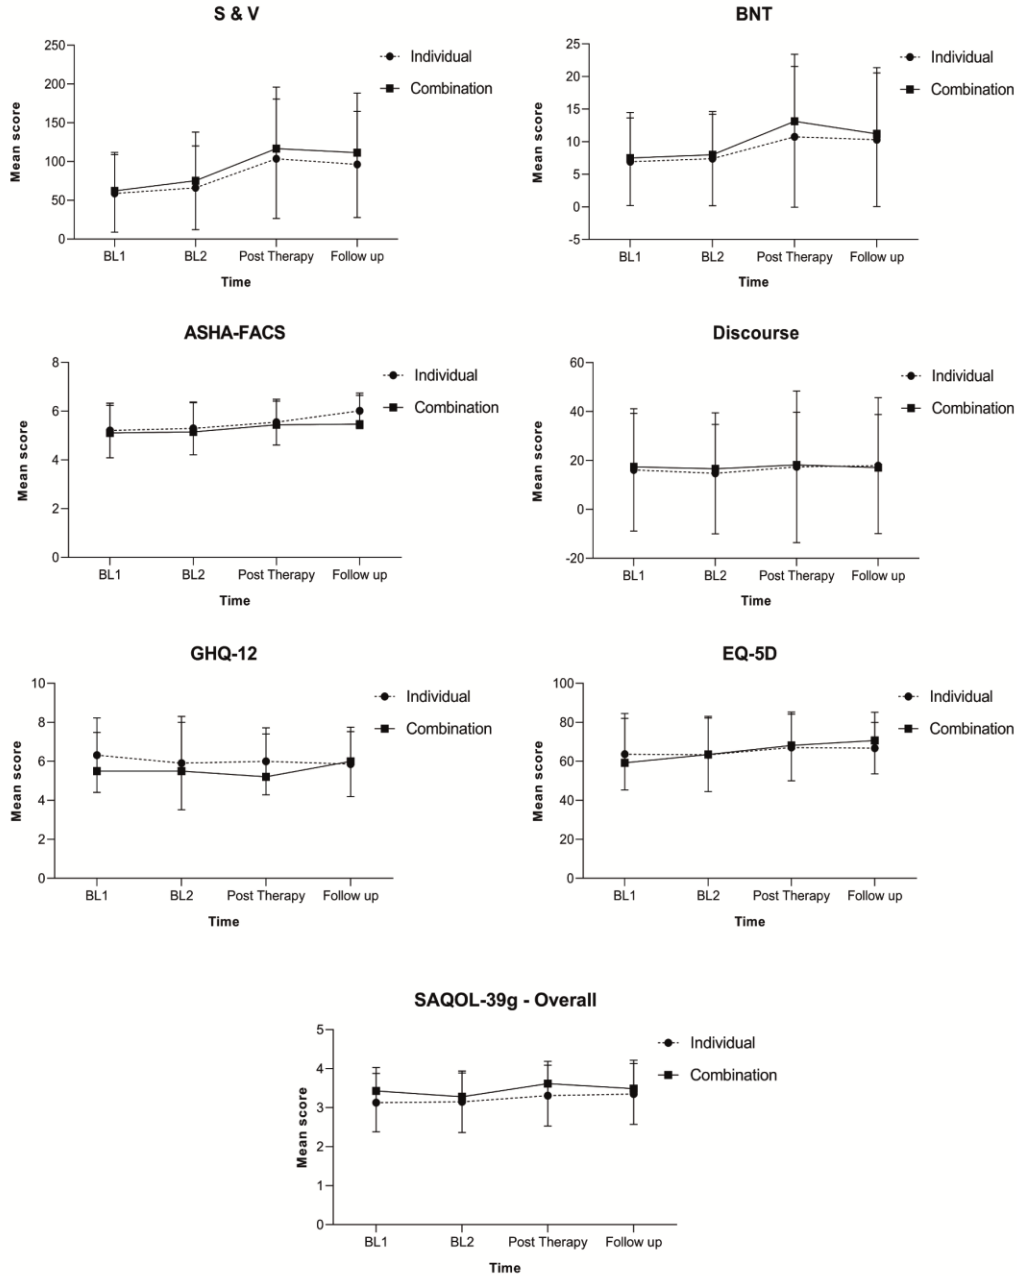 S & V
Mean score
250
200
150
100
50
0
BL1 BL2 Post Therapy Follow up
Time
Individual
Combination
BNT
Mean score
25
20
15
10
5
0
-5
BL1 BL2 Post Therapy Follow up
Time
Individual
Combination
ASHA-FACS
Mean score
8
6
4
2
0
BL1 BL2 Post Therapy Follow up
Time
Individual
Combination
Discourse
Mean score
60
40
20
0
-20
BL1 BL2 Post Therapy Follow up
Time
Individual
Combination
GHQ-12
Mean score
10
8
6
4
2
0
BL1 BL2 Post Therapy Follow up
Time
Individual
Combination
EQ-5D
Mean score
100
80
60
40
20
0
BL1 BL2 Post Therapy Follow up
Time
Individual
Combination
SAQOL-39g - Overall
Mean score
5
4
3
2
1
0
BL1 BL2 Post Therapy Follow up
Time
Individual
Combination